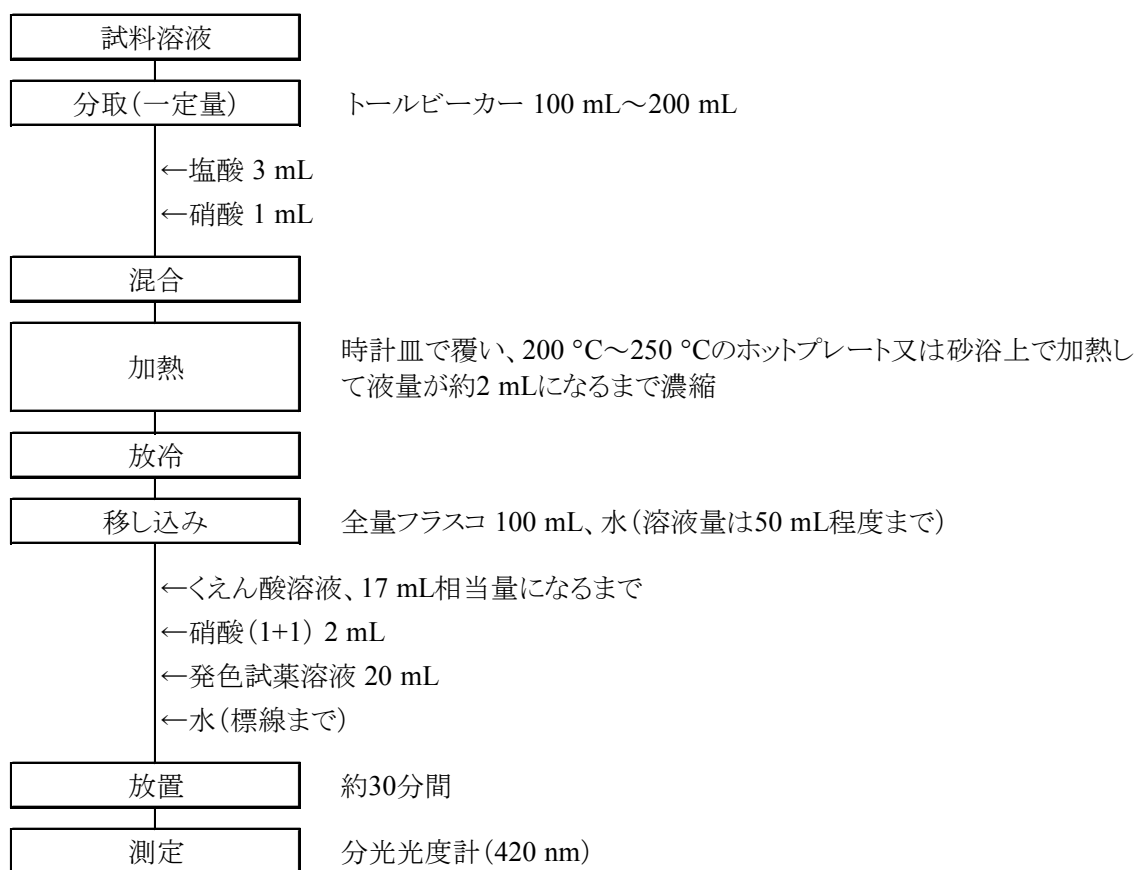 試料溶液
分取(一定量) トールビーカー 100 mL~200 mL
←塩酸 3 mL
←硝酸 1 mL
混合
加熱
時計皿で覆い、200 °C~250 °Cのホットプレート又は砂浴上で加熱し
て液量が約2 mLになるまで濃縮
放冷
移し込み 全量フラスコ 100 mL、水(溶液量は50 mL程度まで)
←くえん酸溶液、17 mL相当量になるまで
←硝酸(1+1) 2 mL
←発色試薬溶液 20 mL
←水(標線まで)
放置 約30分間
測定 分光光度計(420 nm)